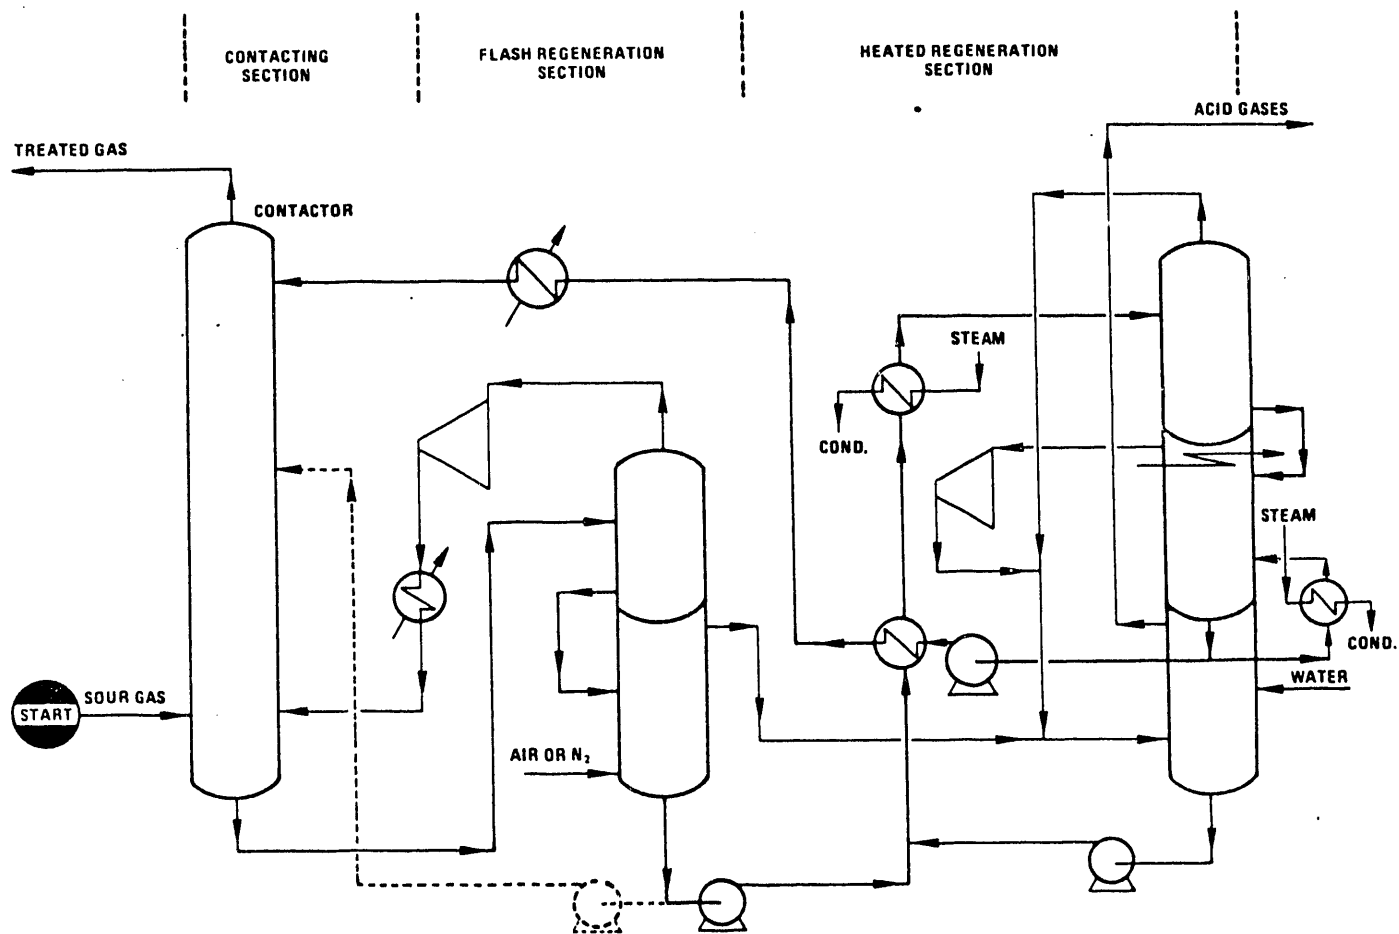 CONTACTING
SECTION
FLASH REGENERATION
SECTION
HEATED REGENERATION
SECTION
ACID GASES
TREATED GAS
CONTACTOR
STEAM
COND.
STEAM
COND.
WATER
SOUR GAS
START
AIR OR N₂